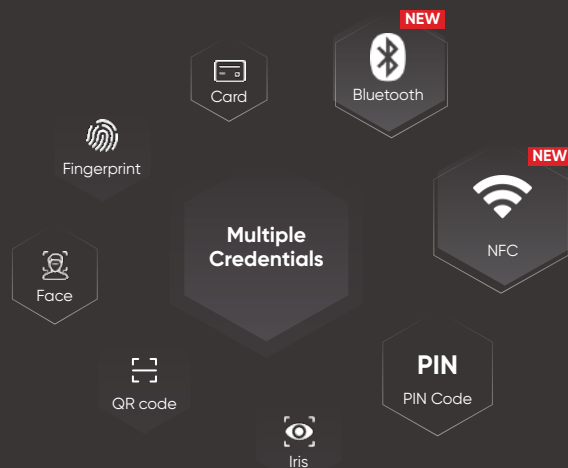 NEW
Card
Bluetooth
Fingerprint
NEW
Multiple
Credentials
NFC
Face
PIN
PIN Code
QR code
Iris